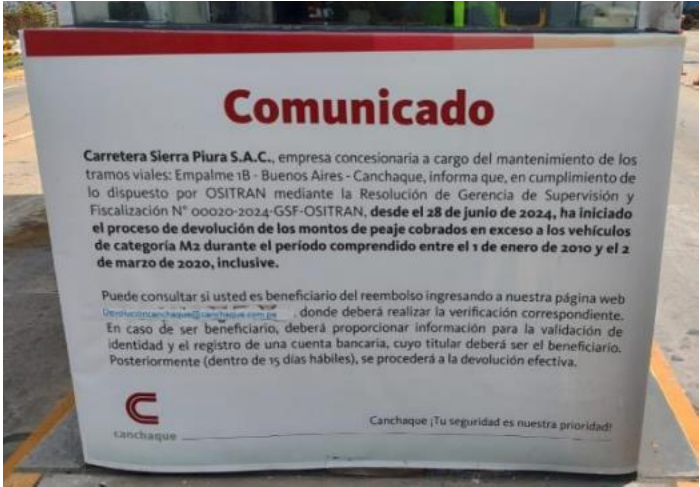 Comunicado
Carretera Sierra Piura S.A.C., empresa concesionaria a cargo del mantenimiento de los
tramos viales: Empalme 1B - Buenos Aires - Canchaque, informa que, en cumplimiento de
lo dispuesto por OSITRAN mediante la Resolución de Gerencia de Supervisión y
Fiscalización N° 00020-2024-GSF-OSITRAN, desde el 28 de junio de 2024, ha iniciado
el proceso de devolución de los montos de peaje cobrados en exceso a los vehículos
de categoría M2 durante el período comprendido entre el 1 de enero de 2010 y el 2
de marzo de 2020, inclusive.
Puede consultar si usted es beneficiario del reembolso ingresando a nuestra página web
Devolucioncanchaque@canchaque.com.pe , donde deberá realizar la verificación correspondiente.
En caso de ser beneficiario, deberá proporcionar información para la validación de
identidad y el registro de una cuenta bancaria, cuyo titular deberá ser el beneficiario.
Posteriormente (dentro de 15 días hábiles), se procederá a la devolución efectiva.
canchaque
Canchaque ¡Tu seguridad es nuestra prioridad!